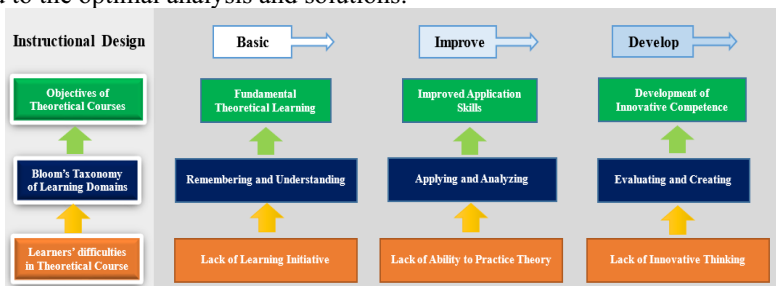 a to the optimal analysis and solutions.
Instructional Design
Basic
Improve
Develop
Objectives of
Theoretical Courses
Fundamental
Theoretical Learning
Improved Application
Skills
Development of
Innovative Competence
Bloom's Taxonomy
of Learning Domains
Remembering and Understanding
Applying and Analyzing
Evaluating and Creating
Learners' difficulties
in Theoretical Course
Lack of Learning Initiative
Lack of Ability to Practice Theory
Lack of Innovative Thinking